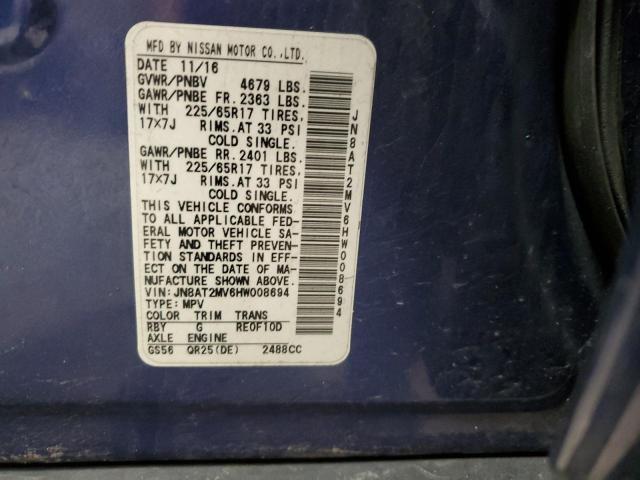 MFD BY NISSAN MOTOR CO.,LTD.
DATE 11/16
GVWR/PNBV 4679 LBS.
GAWR/PNBE FR. 2363 LBS.
WITH 225/65R17 TIRES,
17X7J RIMS.AT 33 PSI
COLD SINGLE.
GAWR/PNBE RR. 2401 LBS.
WITH 225/65R17 TIRES,
17X7J RIMS.AT 33 PSI
COLD SINGLE.
THIS VEHICLE CONFORMS
TO ALL APPLICABLE FED-
ERAL MOTOR VEHICLE SA-
FETY AND THEFT PREVEN-
TION STANDARDS IN EFF-
ECT ON THE DATE OF MA-
NUFACTURE SHOWN ABOVE.
VIN: JN8AT2MV6HW008694
TYPE: MPV
COLOR TRIM TRANS
RBY G RE0F10D
AXLE ENGINE
GS56 QR25(DE) 2488CC
JN8AT2MV6HW008694